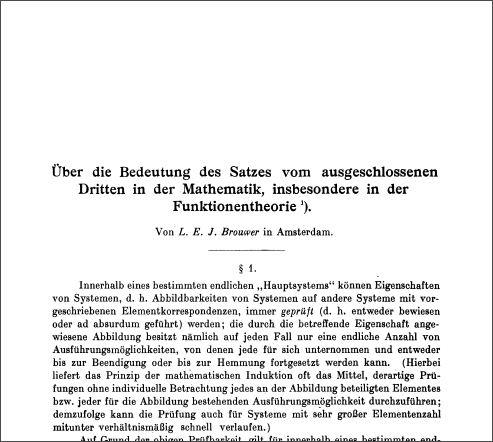 Über die Bedeutung des Satzes vom ausgeschlossenen
Dritten in der Mathematik, insbesondere in der
Funktionentheorie ¹).
Von L. E. J. Brouwer in Amsterdam.
§ 1.
Innerhalb eines bestimmten endlichen „Hauptsystems“ können Eigenschaften
von Systemen, d. h. Abbildbarkeiten von Systemen auf andere Systeme mit vor-
geschriebenen Elementkorrespondenzen, immer geprüft (d. h. entweder bewiesen
oder ad absurdum geführt) werden; die durch die betreffende Eigenschaft ange-
wiesene Abbildung besitzt nämlich auf jeden Fall nur eine endliche Anzahl von
Ausführungsmöglichkeiten, von denen jede für sich unternommen und entweder
bis zur Beendigung oder bis zur Hemmung fortgesetzt werden kann. (Hierbei
liefert das Prinzip der mathematischen Induktion oft das Mittel, derartige Prü-
fungen ohne individuelle Betrachtung jedes an der Abbildung beteiligten Elementes
bzw. jeder für die Abbildung bestehenden Ausführungsmöglichkeit durchzuführen;
demzufolge kann die Prüfung auch für Systeme mit sehr großer Elementenzahl
mitunter verhältnismäßig schnell verlaufen.)
Auf Grund der obigen Prüfbarkeit gilt für innerhalb eines bestimmten end-